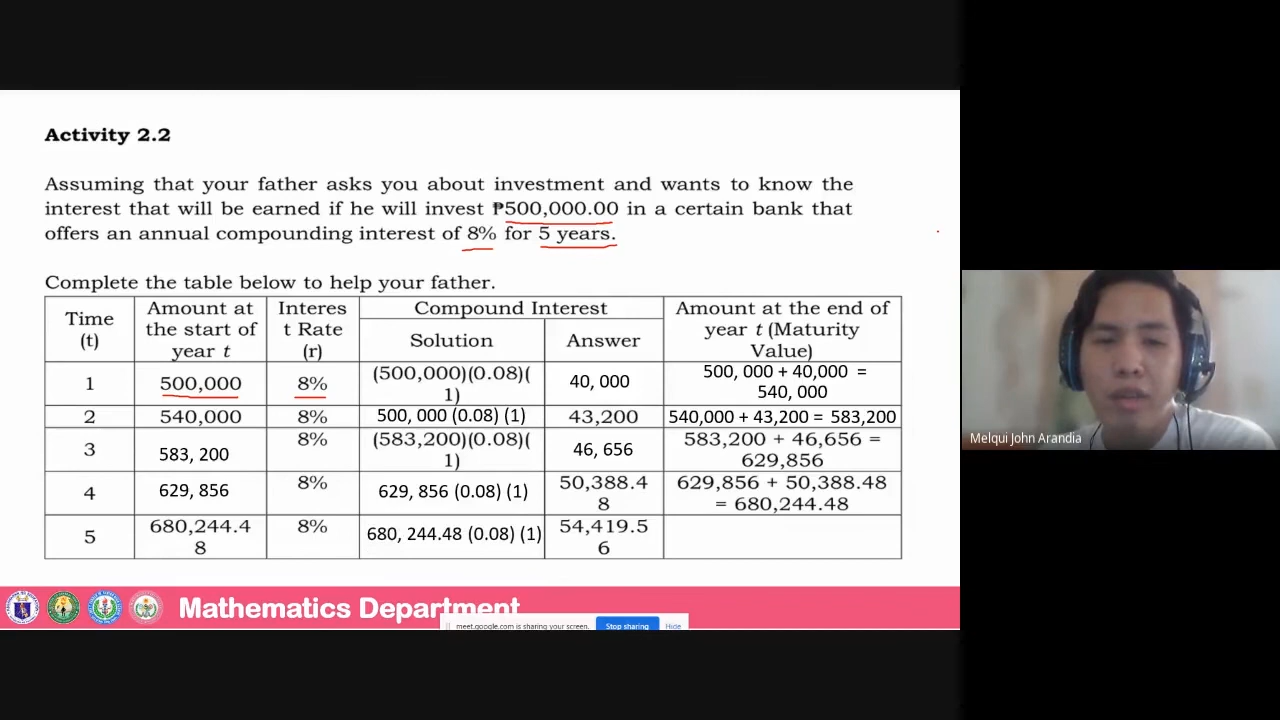 Activity 2.2
Assuming that your father asks you about investment and wants to know the
interest that will be earned if he will invest ₱500,000.00 in a certain bank that
offers an annual compounding interest of 8% for 5 years.
Complete the table below to help your father.
Time
(t)
Amount at
the start of
year t
Interes
t Rate
(r)
Compound Interest
Solution
Answer
Amount at the end of
year t (Maturity
Value)
1
500,000
8%
(500,000)(0.08)(
1)
40, 000
500, 000 + 40,000 =
540, 000
2
540,000
8%
500, 000 (0.08) (1)
43,200
540,000 + 43,200 = 583,200
3
583, 200
8%
(583,200)(0.08)(
1)
46, 656
583,200 + 46,656 =
629,856
4
629, 856
8%
629, 856 (0.08) (1)
50,388.4
8
629,856 + 50,388.48
= 680,244.48
5
680,244.4
8
8%
680, 244.48 (0.08) (1)
54,419.5
6
Mathematics Department
meet.google.com is sharing your screen.
Stop sharing
Hide
Melqui John Arandia